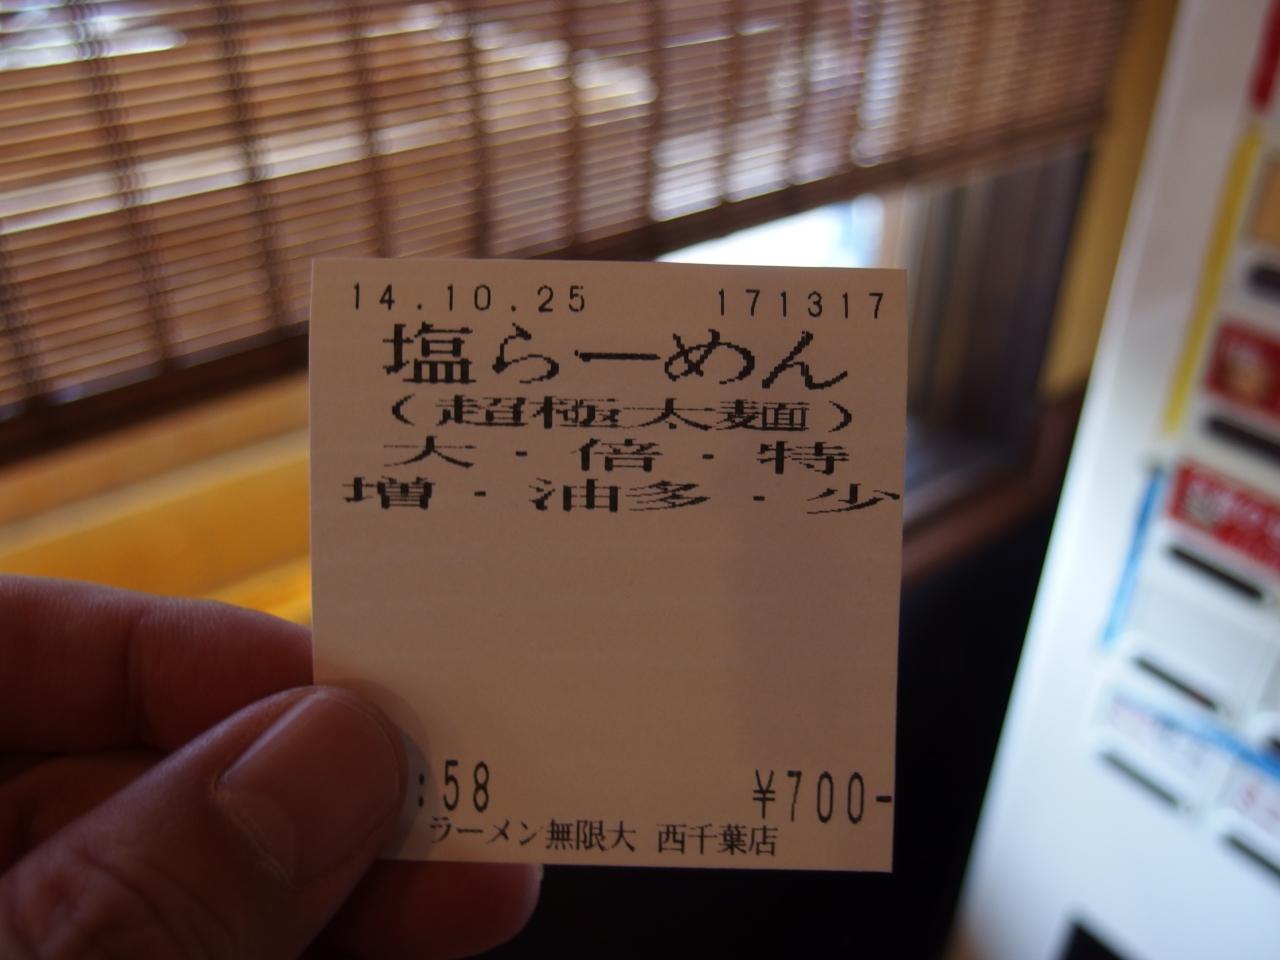 14.10.25 171317
塩らーめん
(超極太麺)
大・倍・特
増・油多・少
:58 ¥700-
ラーメン無限大 西千葉店